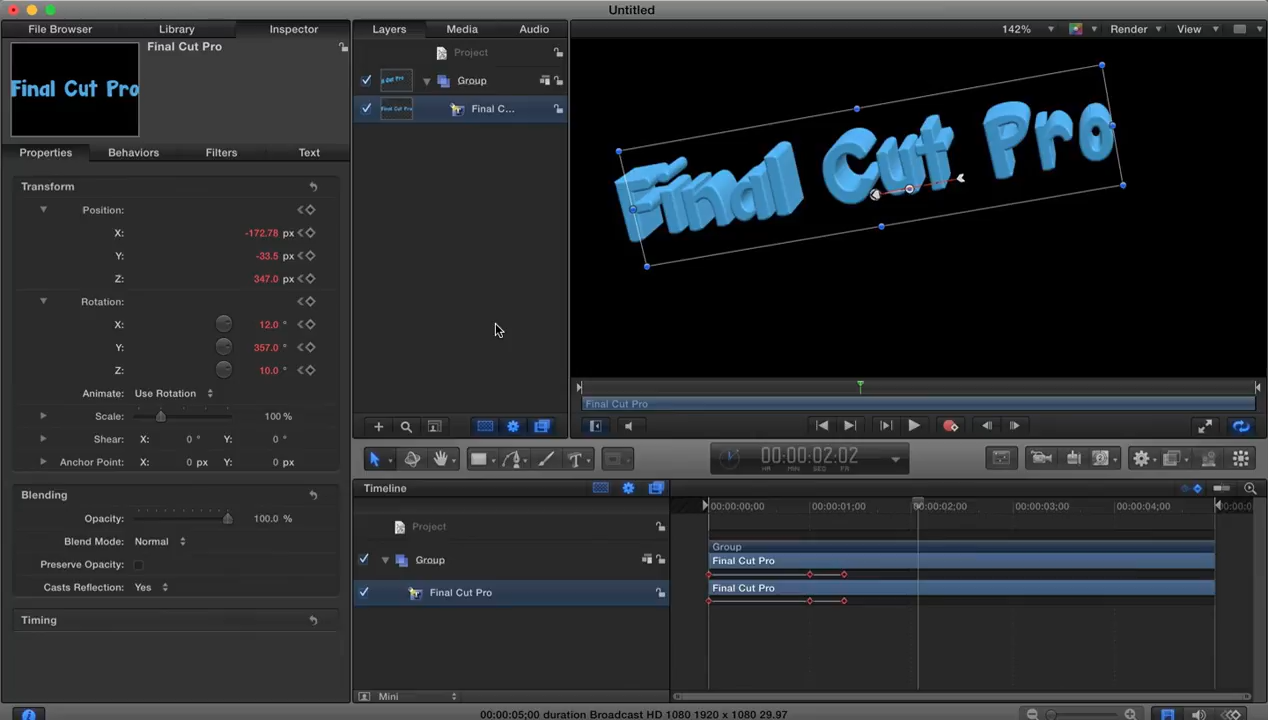 Untitled
File Browser
Library
Inspector
Layers
Media
Audio
142%
Render
View
Final Cut Pro
Final Cut Pro
Project
Group
Final C...
Final Cut Pro
Properties
Behaviors
Filters
Text
Transform
Position:
X: -172.78 px
Y: -33.5 px
Z: 347.0 px
Rotation:
X: 12.0 °
Y: 357.0 °
Z: 10.0 °
Animate: Use Rotation
Scale: 100 %
Shear: X: 0 ° Y: 0 °
Anchor Point: X: 0 px Y: 0 px
Blending
Opacity: 100.0 %
Blend Mode: Normal
Preserve Opacity:
Casts Reflection: Yes
Timing
Final Cut Pro
00:00:02:02
HR MIN SEC FR
Timeline
00:00:00;00
00:00:01;00
00:00:02;00
00:00:03;00
00:00:04;00
Project
Group
Group
Final Cut Pro
Final Cut Pro
Final Cut Pro
Mini
00:00:05;00 duration Broadcast HD 1080 1920 x 1080 29.97